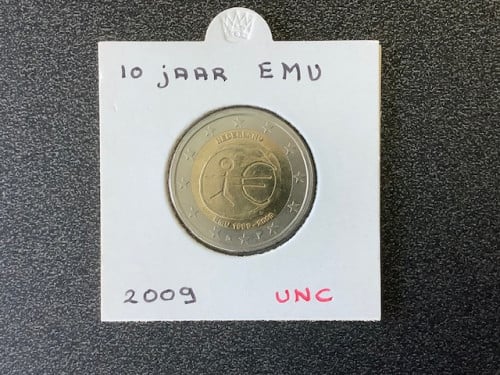 10 jAAR EMU
NEDERLAND
EMU 1999-2009
2009 UNC